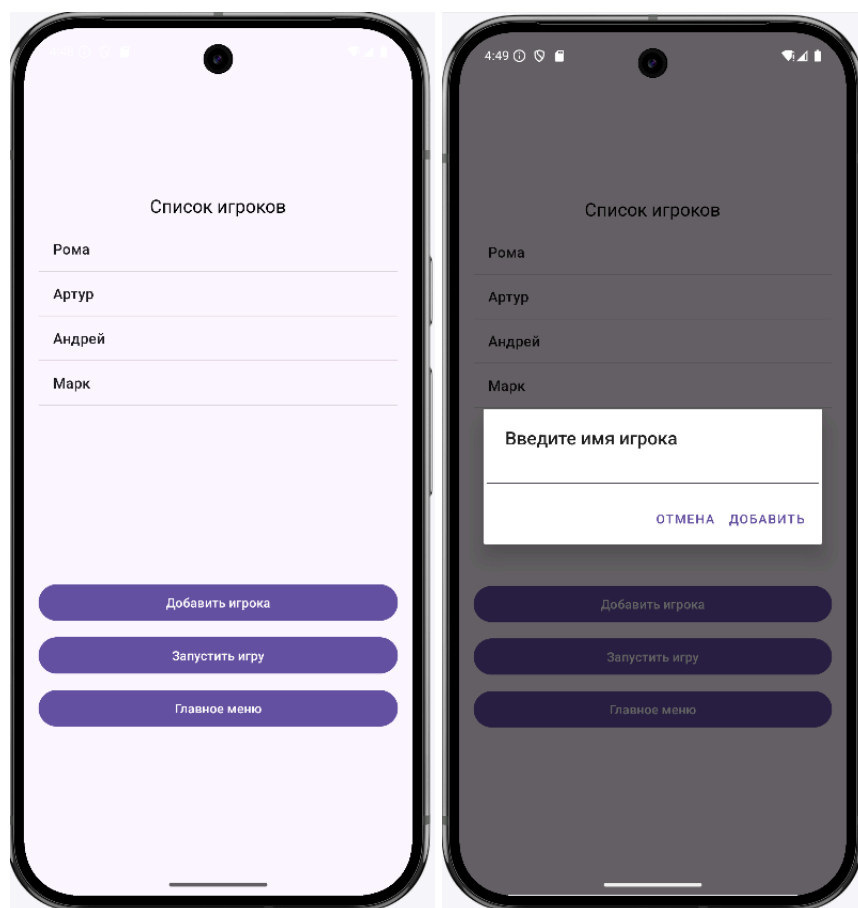 Список игроков
Рома
Артур
Андрей
Марк
Добавить игрока
Запустить игру
Главное меню
4:49
Список игроков
Рома
Артур
Андрей
Марк
Введите имя игрока
ОТМЕНА ДОБАВИТЬ
Добавить игрока
Запустить игру
Главное меню